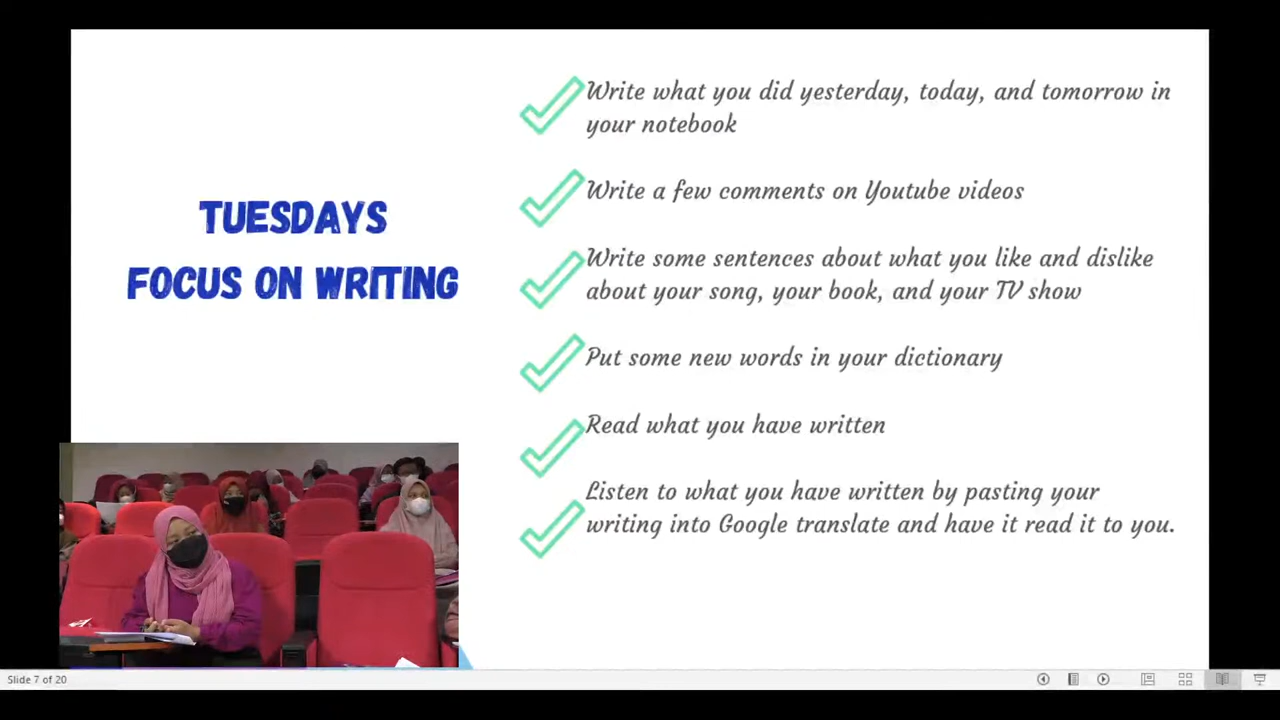 TUESDAYS
FOCUS ON WRITING
Write what you did yesterday, today, and tomorrow in
your notebook
Write a few comments on Youtube videos
Write some sentences about what you like and dislike
about your song, your book, and your TV show
Put some new words in your dictionary
Read what you have written
Listen to what you have written by pasting your
writing into Google translate and have it read it to you.
Slide 7 of 20